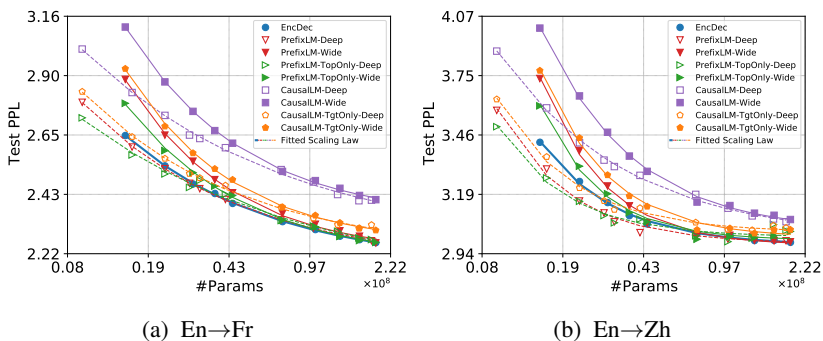 3.16
2.90
2.65
2.43
2.22
Test PPL
0.08
0.19
0.43
0.97
2.22
#Params
×10⁸
EncDec
PrefixLM-Deep
PrefixLM-Wide
PrefixLM-TopOnly-Deep
PrefixLM-TopOnly-Wide
CausalLM-Deep
CausalLM-Wide
CausalLM-TgtOnly-Deep
CausalLM-TgtOnly-Wide
Fitted Scaling Law
(a) En→Fr
4.07
3.75
3.46
3.19
2.94
Test PPL
0.08
0.19
0.43
0.97
2.22
#Params
×10⁸
EncDec
PrefixLM-Deep
PrefixLM-Wide
PrefixLM-TopOnly-Deep
PrefixLM-TopOnly-Wide
CausalLM-Deep
CausalLM-Wide
CausalLM-TgtOnly-Deep
CausalLM-TgtOnly-Wide
Fitted Scaling Law
(b) En→Zh